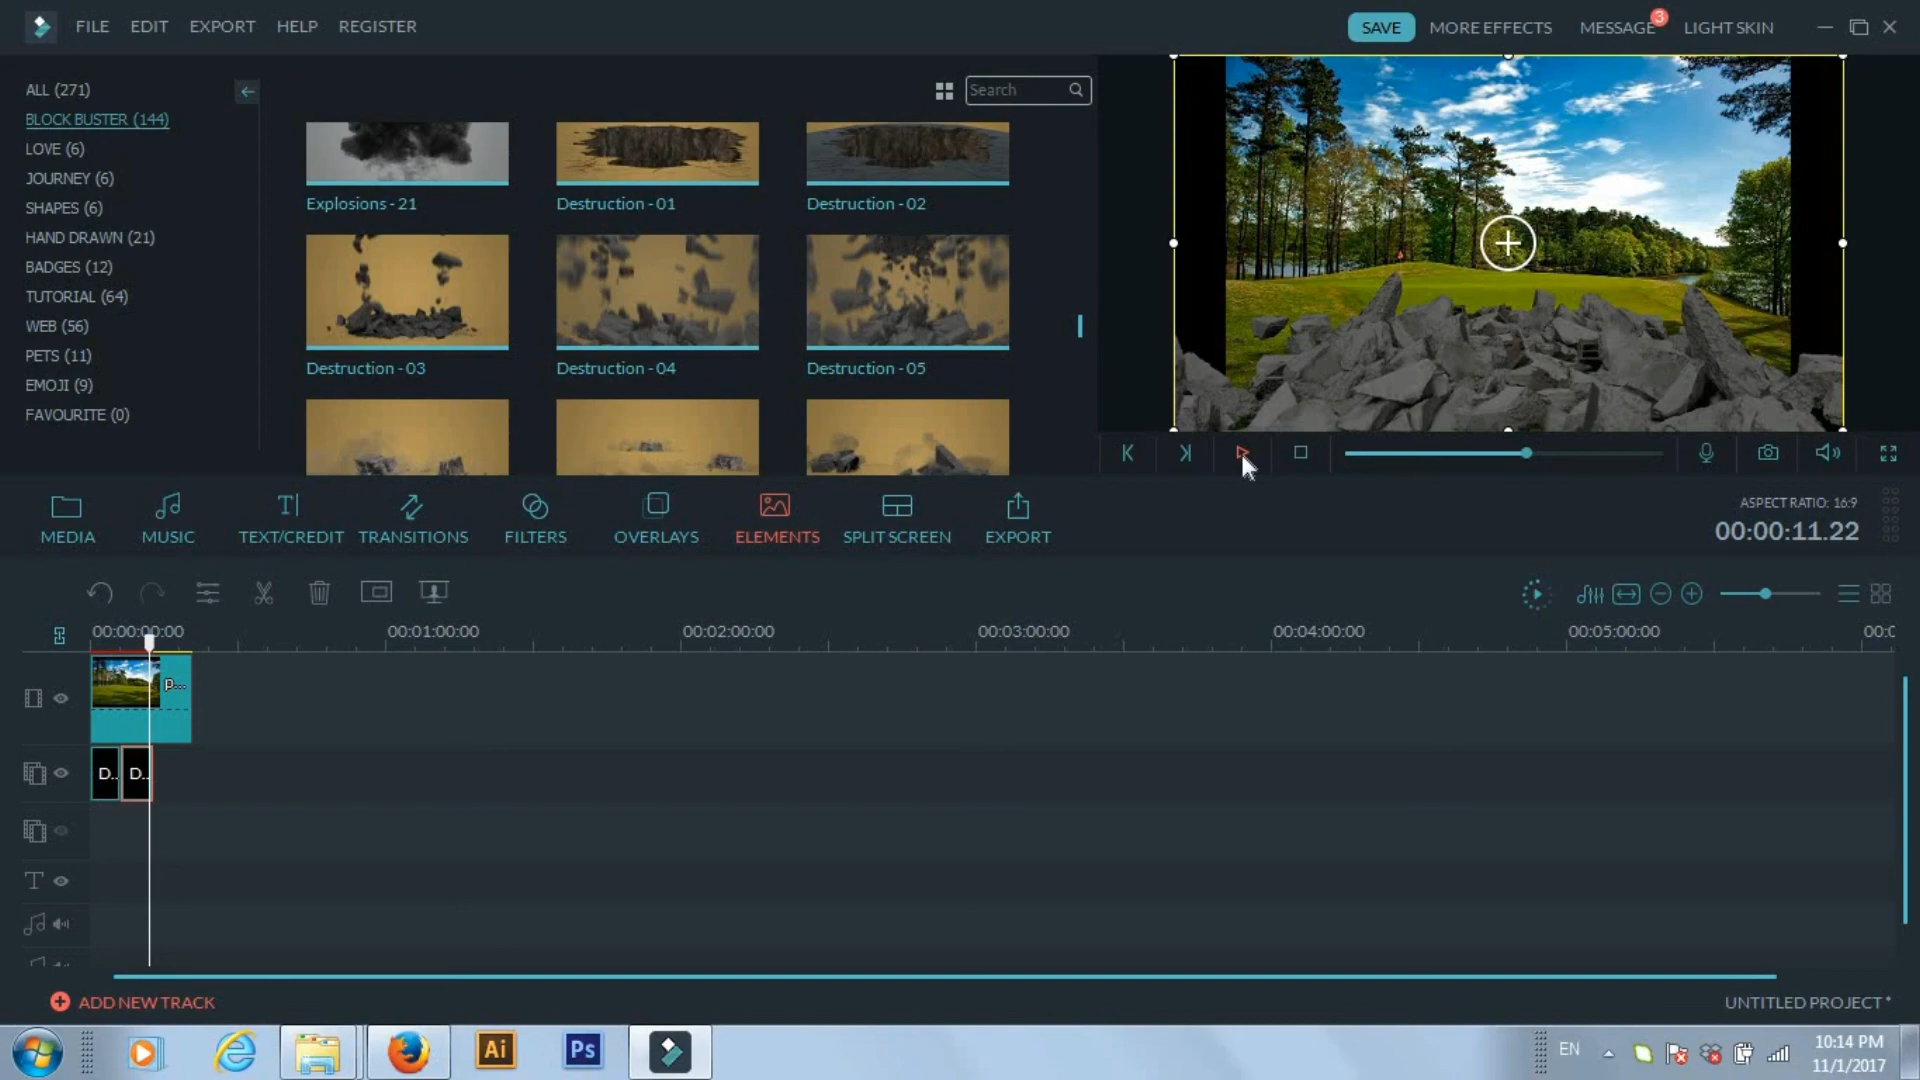 FILE EDIT EXPORT HELP REGISTER
SAVE MORE EFFECTS MESSAGE 3 LIGHT SKIN
ALL (271)
BLOCK BUSTER (144)
LOVE (6)
JOURNEY (6)
SHAPES (6)
HAND DRAWN (21)
BADGES (12)
TUTORIAL (64)
WEB (56)
PETS (11)
EMOJI (9)
FAVOURITE (0)
Search
Explosions - 21
Destruction - 01
Destruction - 02
Destruction - 03
Destruction - 04
Destruction - 05
MEDIA MUSIC TEXT/CREDIT TRANSITIONS FILTERS OVERLAYS ELEMENTS SPLIT SCREEN EXPORT
ASPECT RATIO: 16:9
00:00:11.22
00:00:00:00 00:01:00:00 00:02:00:00 00:03:00:00 00:04:00:00 00:05:00:00 00:0
p...
D.. D..
ADD NEW TRACK
UNTITLED PROJECT *
Ai Ps
EN
10:14 PM
11/1/2017